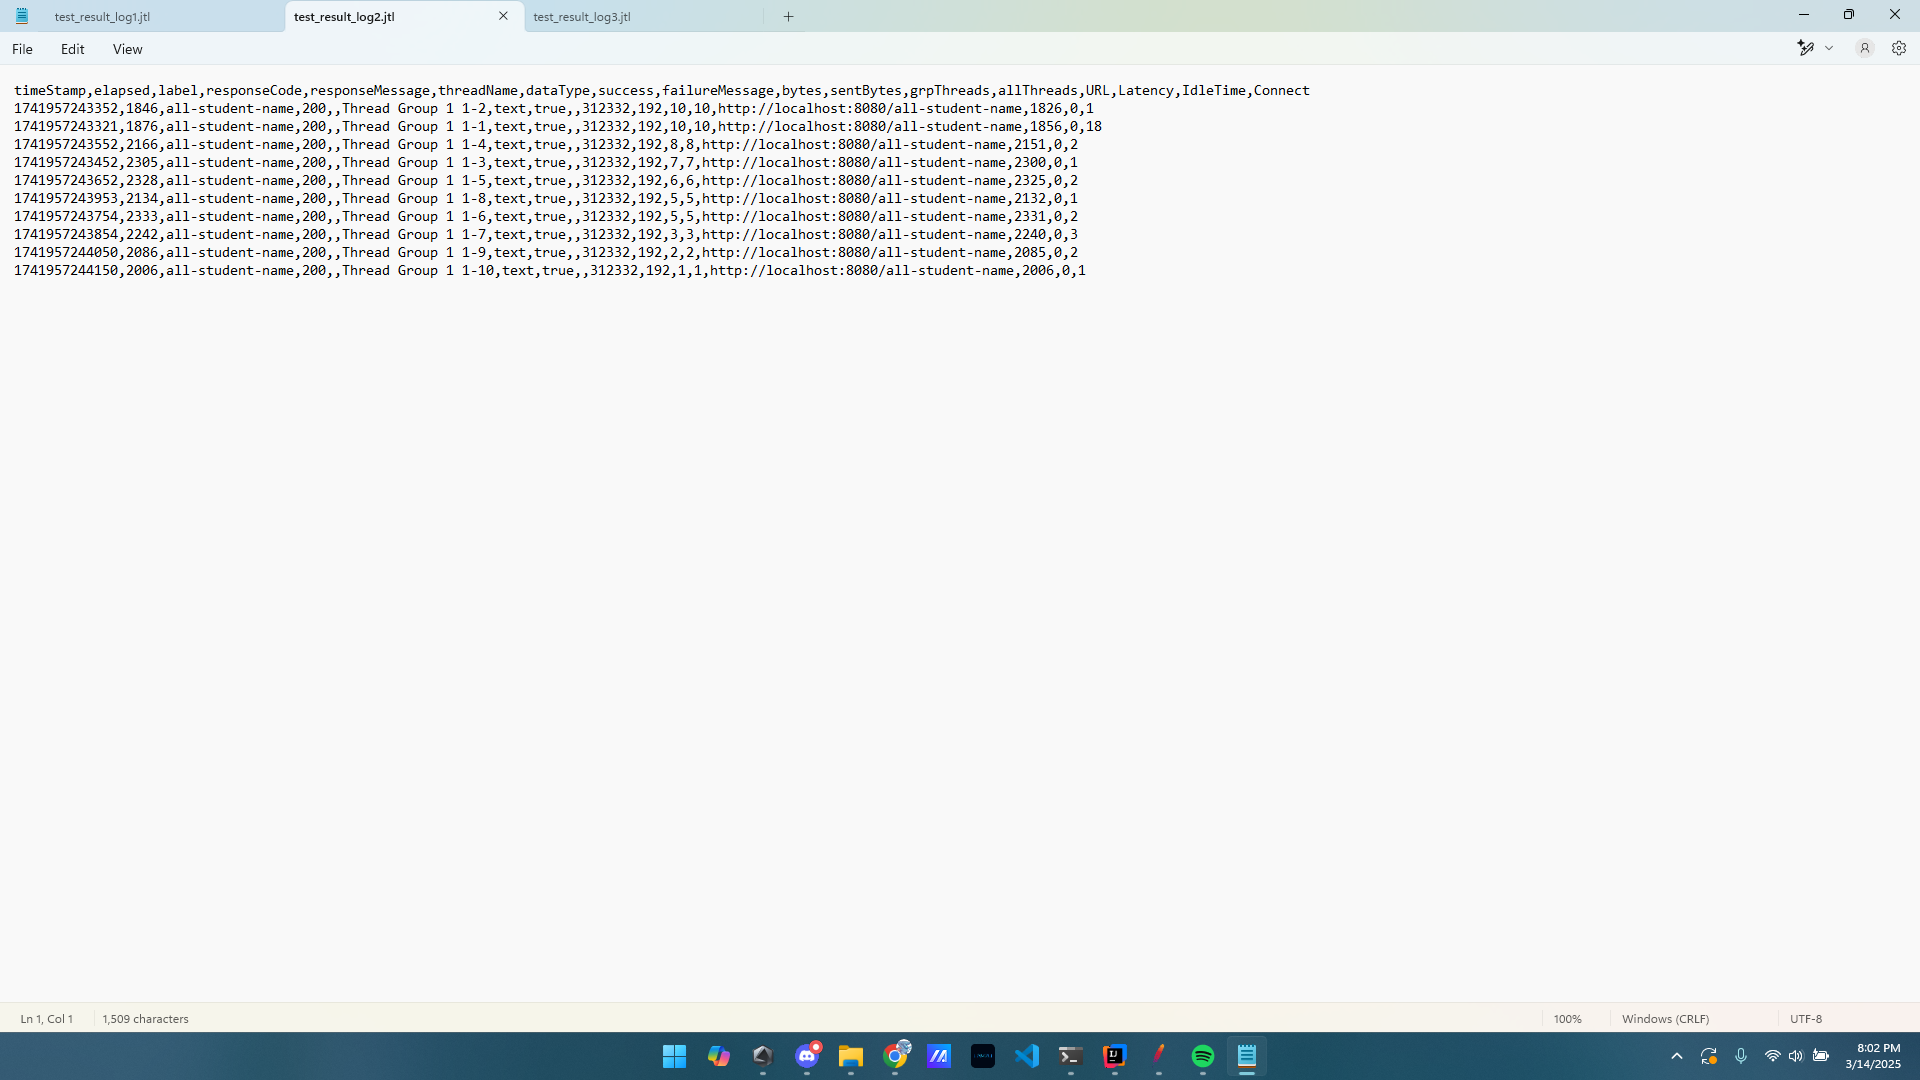 test_result_log1.jtl
test_result_log2.jtl
test_result_log3.jtl
File Edit View
timeStamp,elapsed,label,responseCode,responseMessage,threadName,dataType,success,failureMessage,bytes,sentBytes,grpThreads,allThreads,URL,Latency,IdleTime,Connect
1741957243352,1846,all-student-name,200,,Thread Group 1 1-2,text,true,,312332,192,10,10,http://localhost:8080/all-student-name,1826,0,1
1741957243321,1876,all-student-name,200,,Thread Group 1 1-1,text,true,,312332,192,10,10,http://localhost:8080/all-student-name,1856,0,18
1741957243552,2166,all-student-name,200,,Thread Group 1 1-4,text,true,,312332,192,8,8,http://localhost:8080/all-student-name,2151,0,2
1741957243452,2305,all-student-name,200,,Thread Group 1 1-3,text,true,,312332,192,7,7,http://localhost:8080/all-student-name,2300,0,1
1741957243652,2328,all-student-name,200,,Thread Group 1 1-5,text,true,,312332,192,6,6,http://localhost:8080/all-student-name,2325,0,2
1741957243953,2134,all-student-name,200,,Thread Group 1 1-8,text,true,,312332,192,5,5,http://localhost:8080/all-student-name,2132,0,1
1741957243754,2333,all-student-name,200,,Thread Group 1 1-6,text,true,,312332,192,5,5,http://localhost:8080/all-student-name,2331,0,2
1741957243854,2242,all-student-name,200,,Thread Group 1 1-7,text,true,,312332,192,3,3,http://localhost:8080/all-student-name,2240,0,3
1741957244050,2086,all-student-name,200,,Thread Group 1 1-9,text,true,,312332,192,2,2,http://localhost:8080/all-student-name,2085,0,2
1741957244150,2006,all-student-name,200,,Thread Group 1 1-10,text,true,,312332,192,1,1,http://localhost:8080/all-student-name,2006,0,1
Ln 1, Col 1
1,509 characters
100%
Windows (CRLF)
UTF-8
8:02 PM
3/14/2025